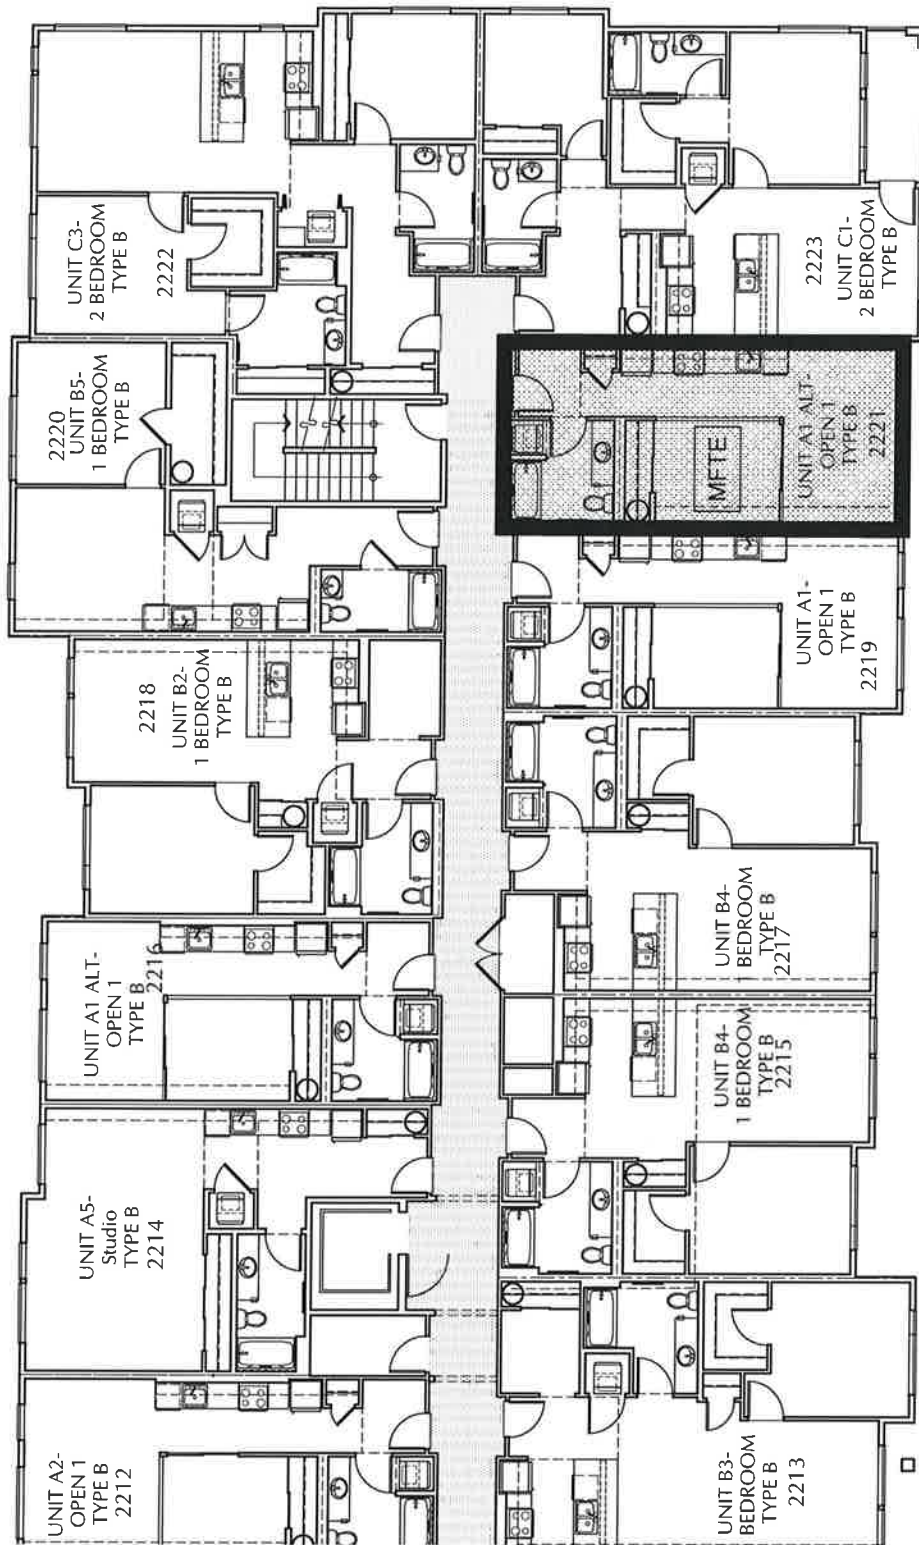 UNIT C3-
2 BEDROOM
TYPE B
2222
2223
UNIT C1-
2 BEDROOM
TYPE B
2220
UNIT B5-
1 BEDROOM
TYPE B
MFTE
UNIT A1 ALT-
OPEN 1
TYPE B
2221
UNIT A1-
OPEN 1
TYPE B
2219
2218
UNIT B2-
1 BEDROOM
TYPE B
UNIT B4-
1 BEDROOM
TYPE B
2217
UNIT A1 ALT-
OPEN 1
TYPE B
2216
UNIT B4-
1 BEDROOM
TYPE B
2215
UNIT A5-
Studio
TYPE B
2214
UNIT A2-
OPEN 1
TYPE B
2212
UNIT B3-
BEDROOM
TYPE B
2213